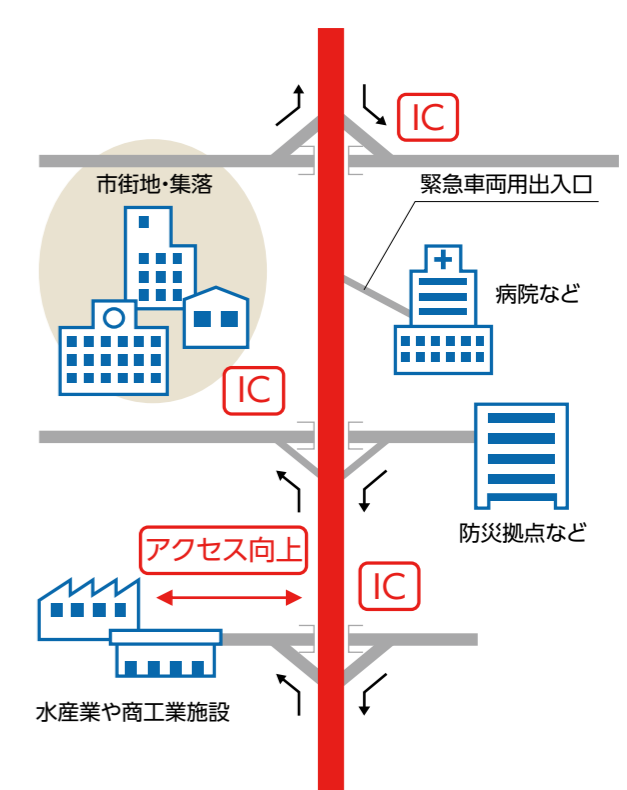 IC
市街地・集落
緊急車両用出入口
病院など
IC
防災拠点など
アクセス向上
IC
水産業や商工業施設